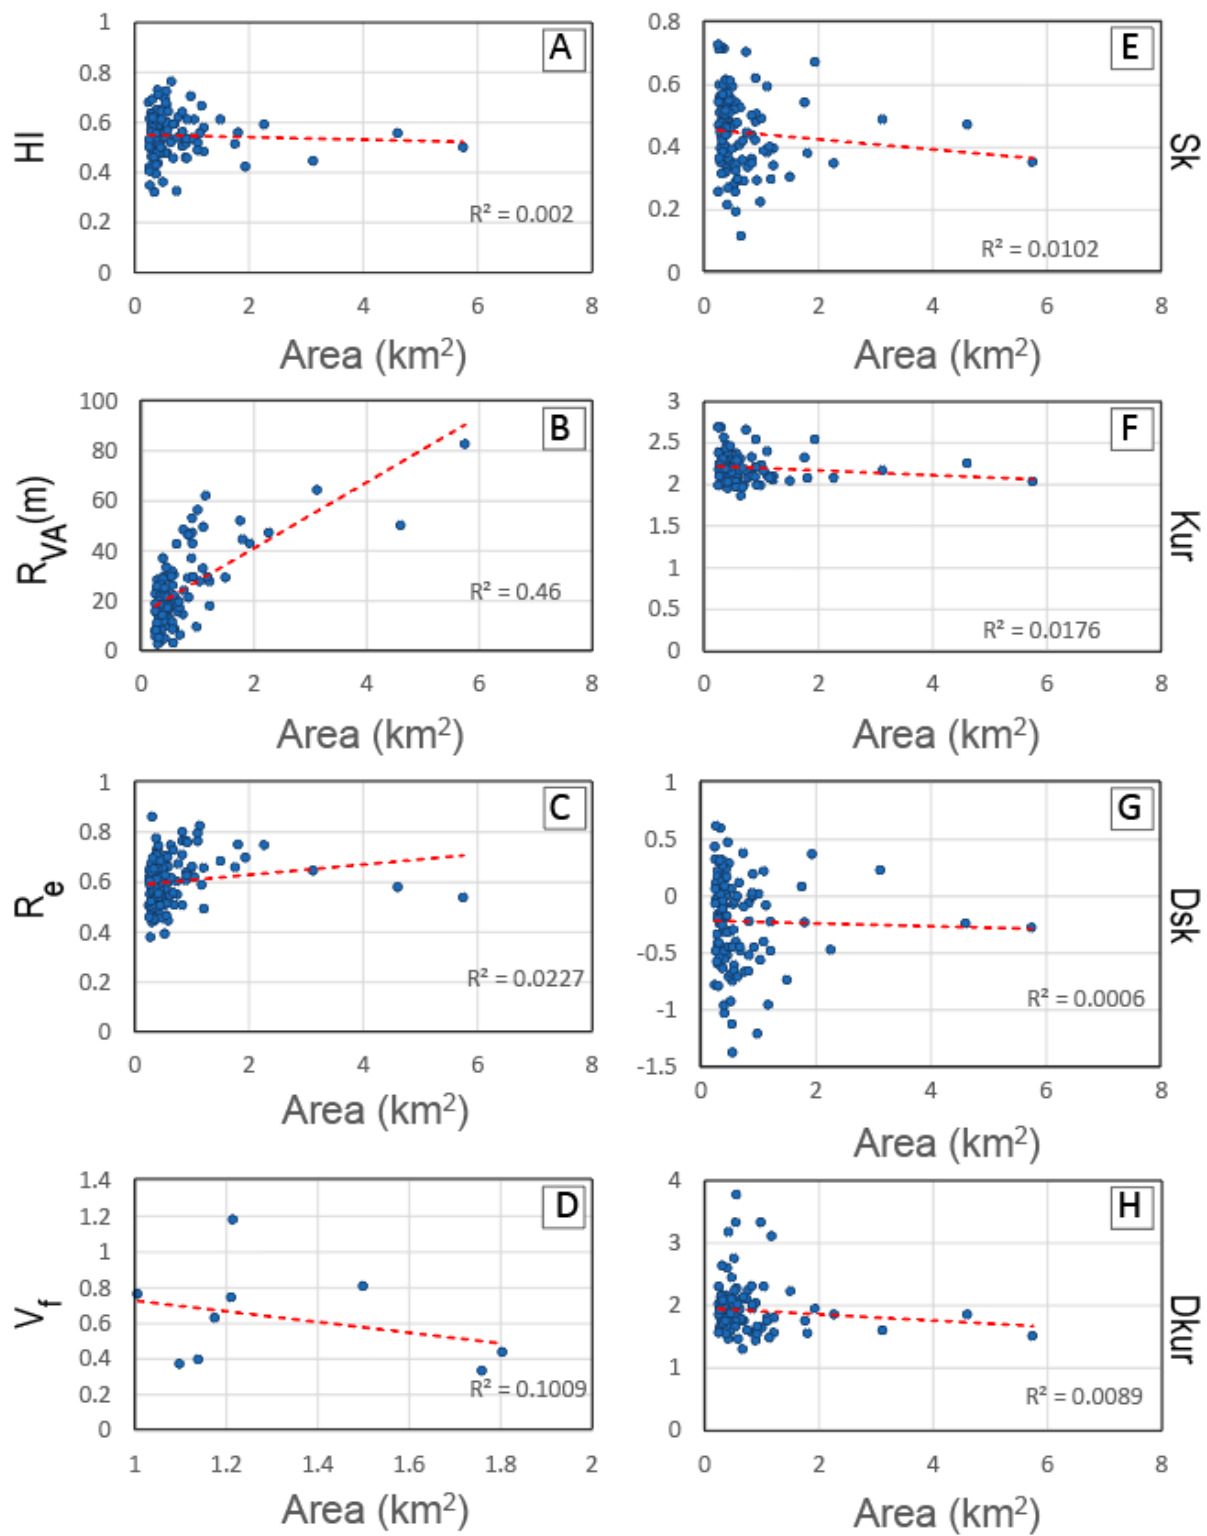 1
A
HI
0.8
0.6
0.4
0.2
0
R² = 0.002
0 2 4 6 8
Area (km²)
0.8
E
Sk
0.6
0.4
0.2
0
R² = 0.0102
0 2 4 6 8
Area (km²)
100
B
R_VA(m)
80
60
40
20
0
R² = 0.46
0 2 4 6 8
Area (km²)
3
F
Kur
2.5
2
1.5
1
0.5
0
R² = 0.0176
0 2 4 6 8
Area (km²)
1
C
R_e
0.8
0.6
0.4
0.2
0
R² = 0.0227
0 2 4 6 8
Area (km²)
1
G
Dsk
0.5
0
-0.5
-1
-1.5
R² = 0.0006
0 2 4 6 8
Area (km²)
1.4
D
V_f
1.2
1
0.8
0.6
0.4
0.2
0
R² = 0.1009
1 1.2 1.4 1.6 1.8 2
Area (km²)
4
H
Dkur
3
2
1
0
R² = 0.0089
0 2 4 6 8
Area (km²)